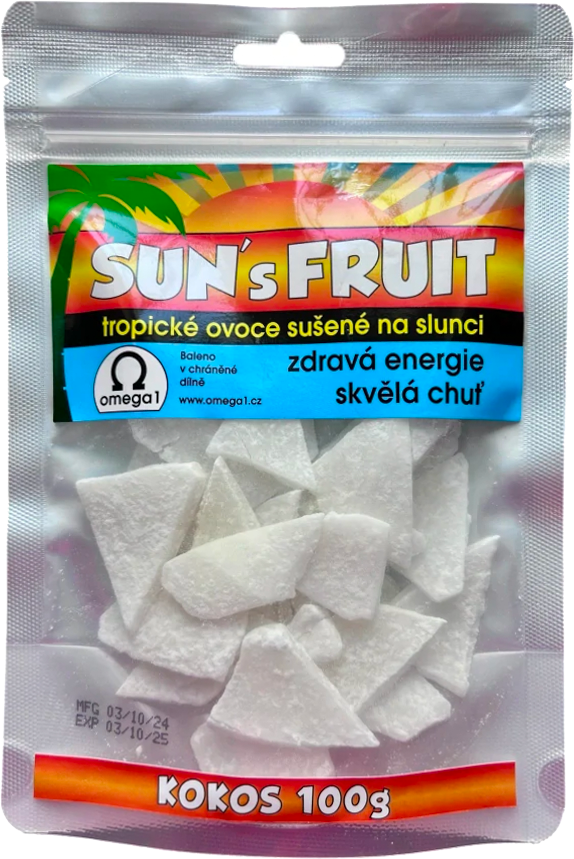 SUN's FRUIT
tropické ovoce sušené na slunci
zdravá energie
skvělá chuť
Baleno
v chráněné
dílně
www.omega1.cz
Ω
omega1
MFG 03/10/24
EXP 03/10/25
KOKOS 100g